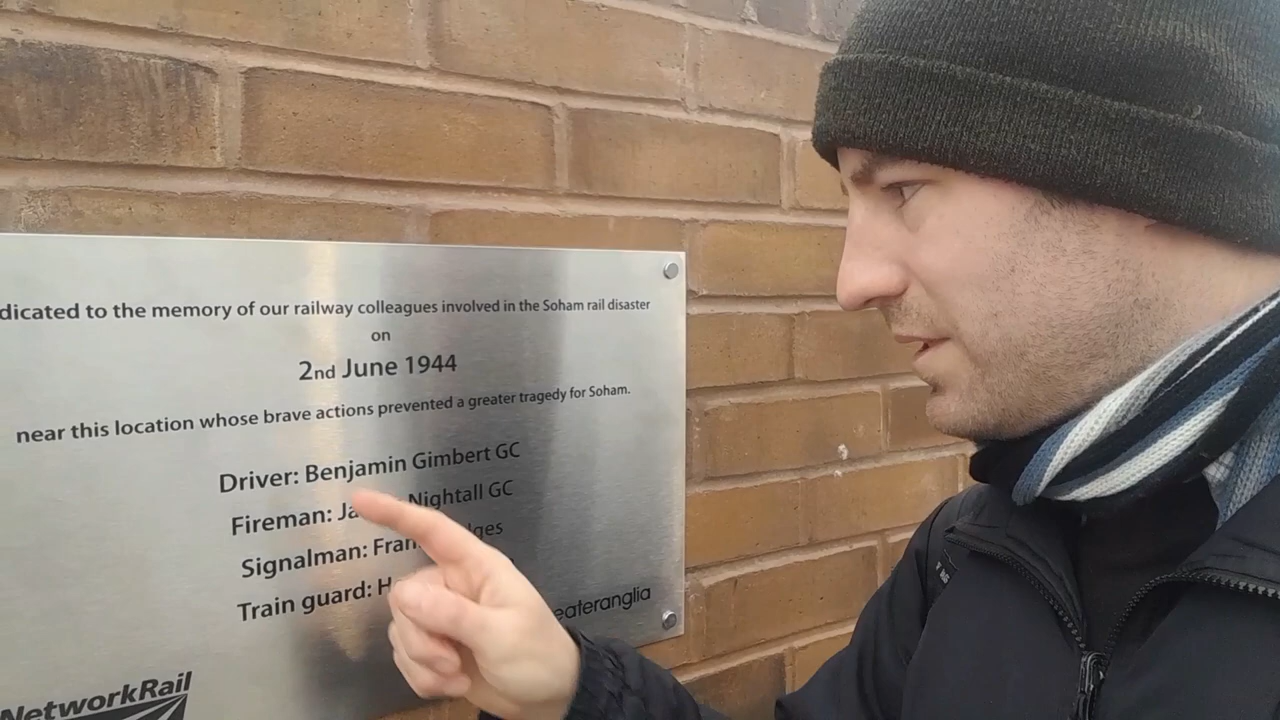 dicated to the memory of our railway colleagues involved in the Soham rail disaster
on
2nd June 1944
near this location whose brave actions prevented a greater tragedy for Soham.
Driver: Benjamin Gimbert GC
Fireman: Ja Nightall GC
Signalman: Fran ges
Train guard: H
eateranglia
NetworkRail